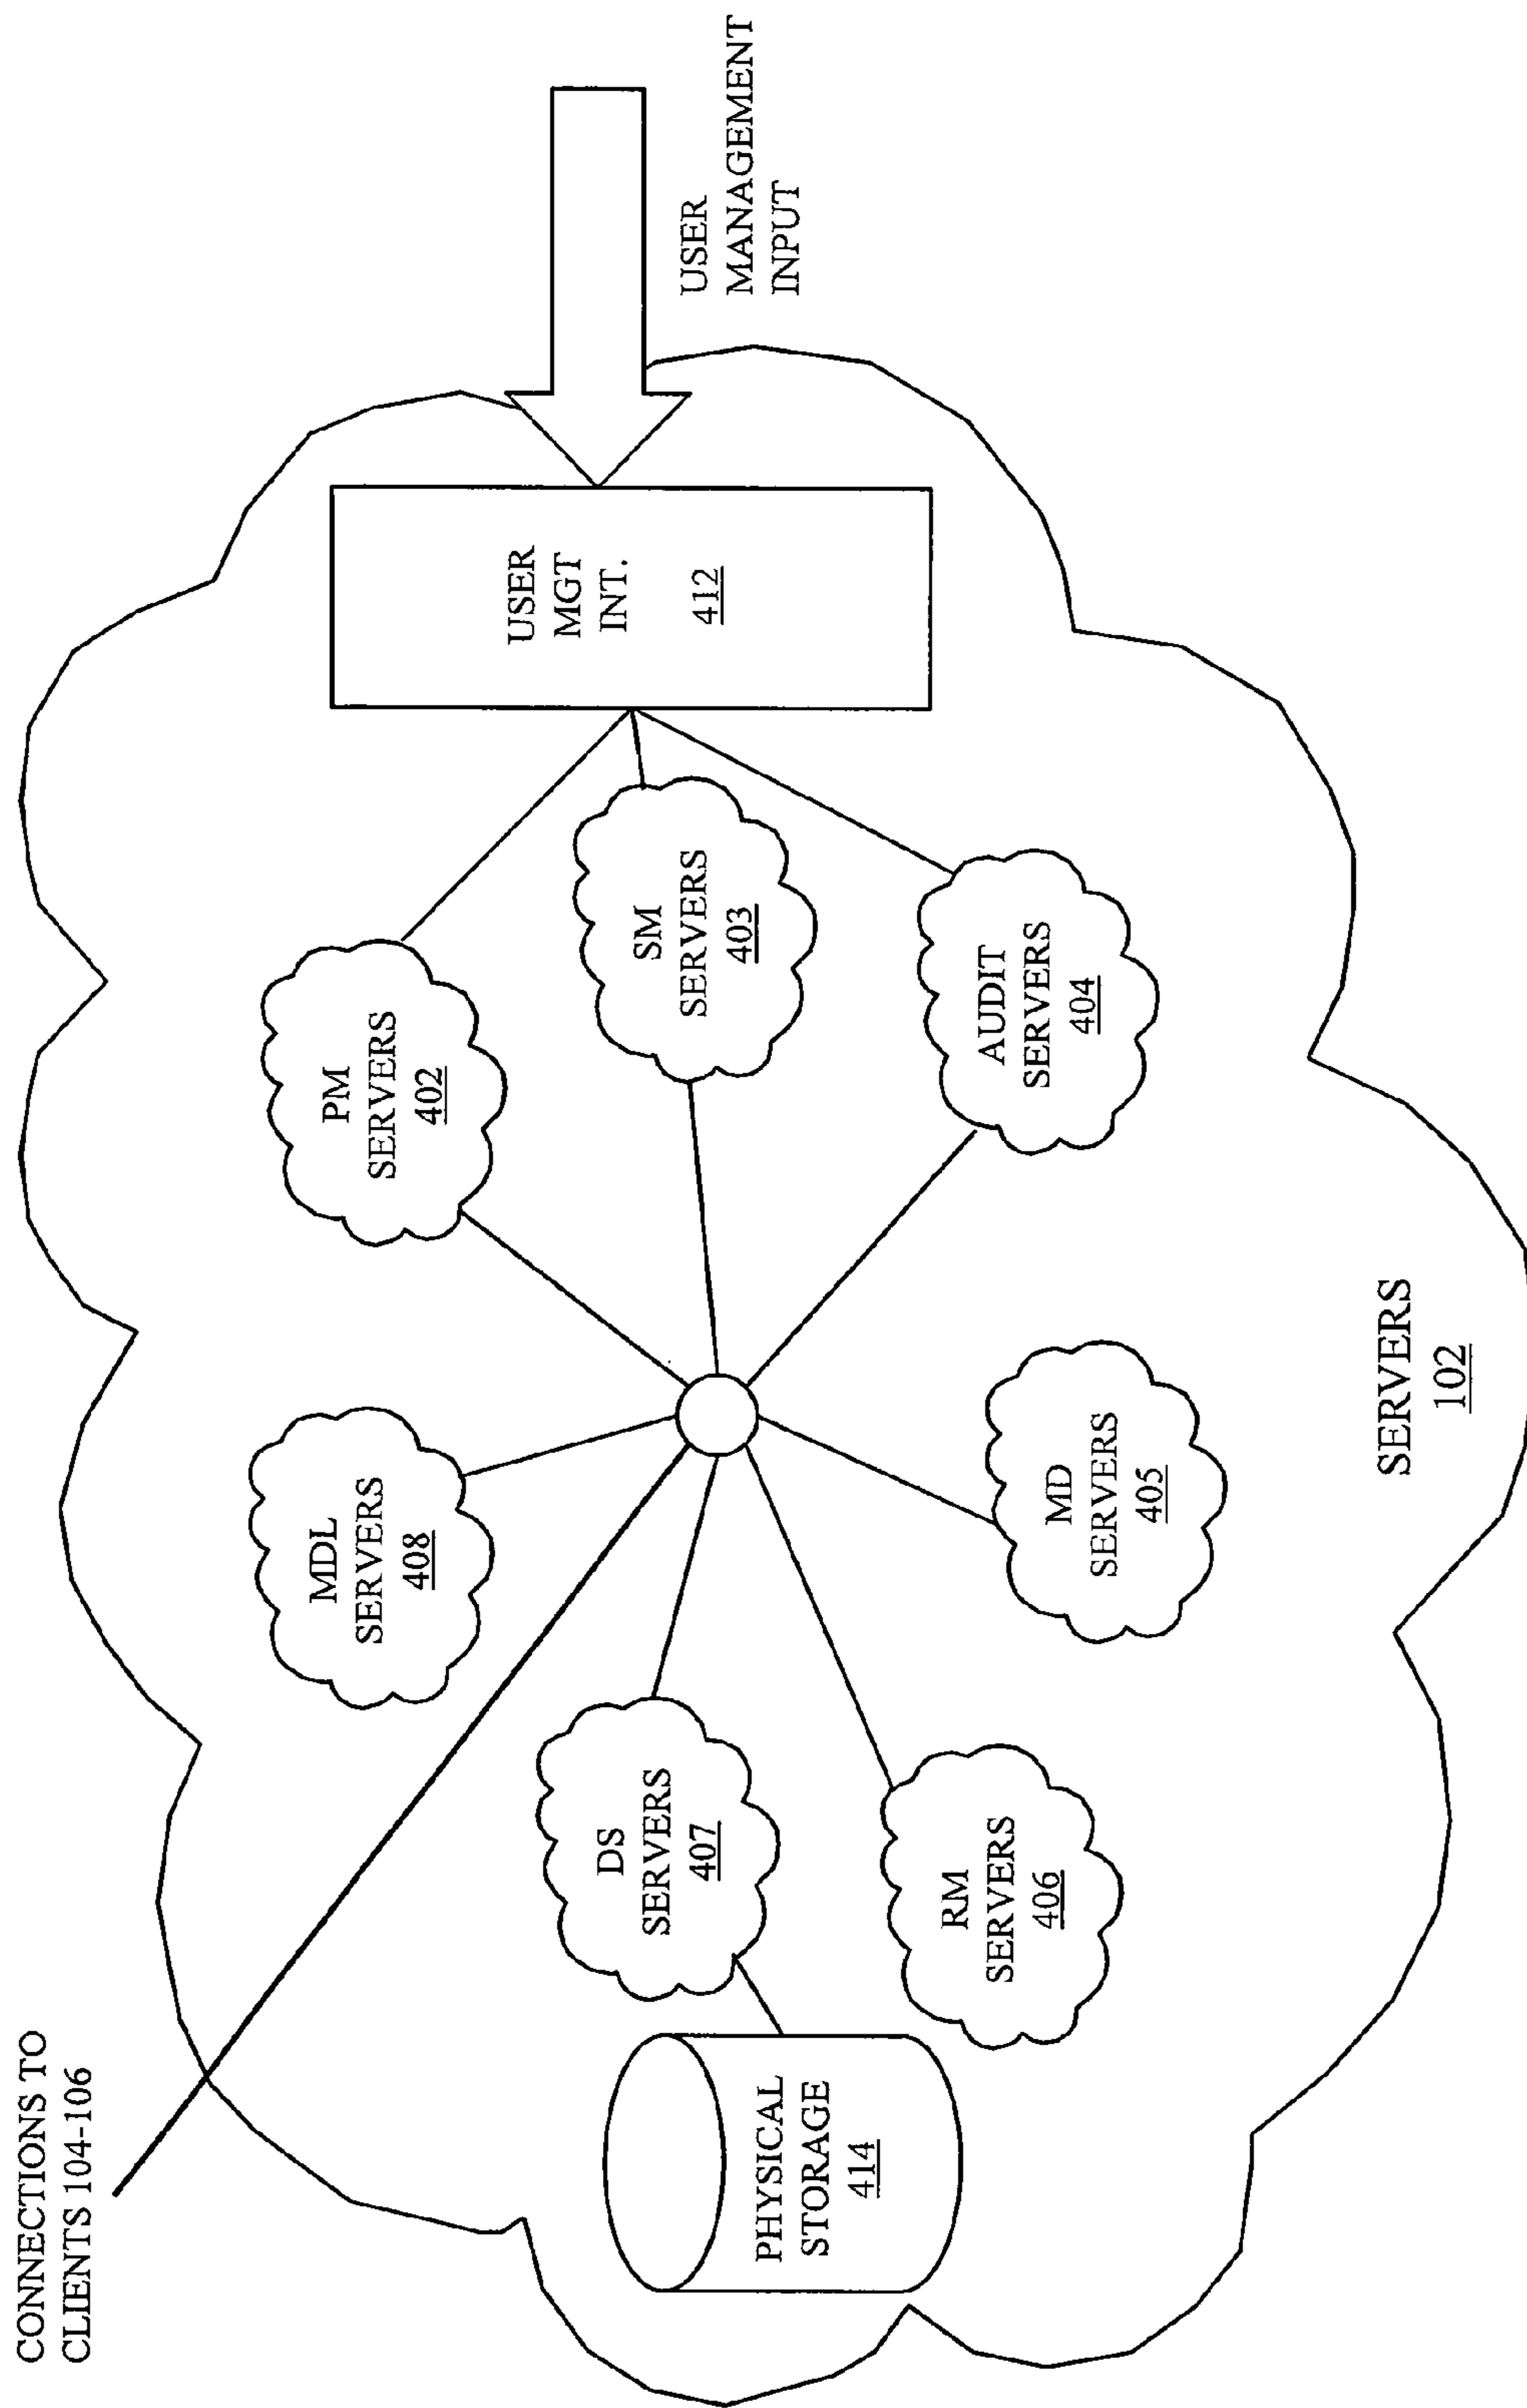 CONNECTIONS TO
CLIENTS 104-106
MDL
SERVERS
408
PM
SERVERS
402
USER
MGT
INT.
412
USER
MANAGEMENT
INPUT
DS
SERVERS
407
SM
SERVERS
403
PHYSICAL
STORAGE
414
RM
SERVERS
406
MD
SERVERS
405
AUDIT
SERVERS
404
SERVERS
102